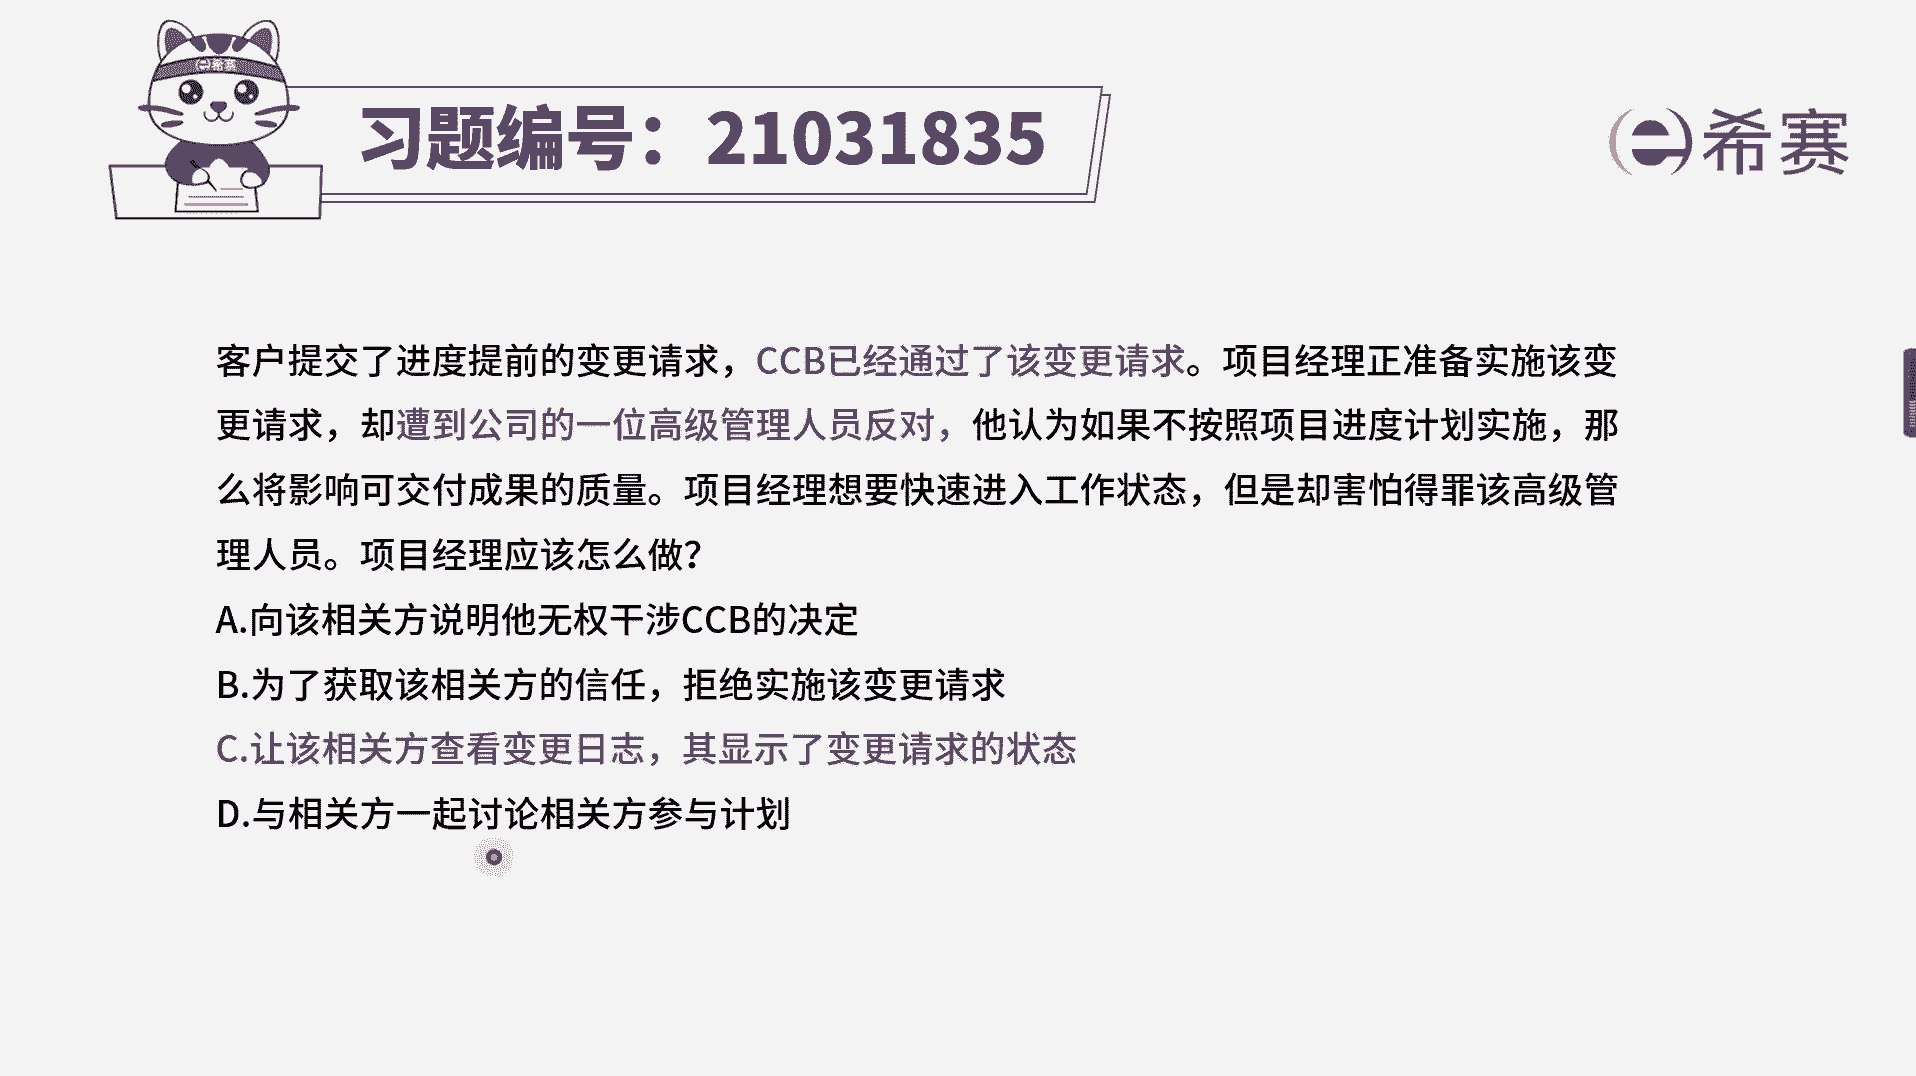 希赛
习题编号：21031835
希赛
客户提交了进度提前的变更请求，CCB已经通过了该变更请求。项目经理正准备实施该变
更请求，却遭到公司的一位高级管理人员反对，他认为如果不按照项目进度计划实施，那
么将影响可交付成果的质量。项目经理想要快速进入工作状态，但是却害怕得罪该高级管
理人员。项目经理应该怎么做？
A.向该相关方说明他无权干涉CCB的决定
B.为了获取该相关方的信任，拒绝实施该变更请求
C.让该相关方查看变更日志，其显示了变更请求的状态
D.与相关方一起讨论相关方参与计划